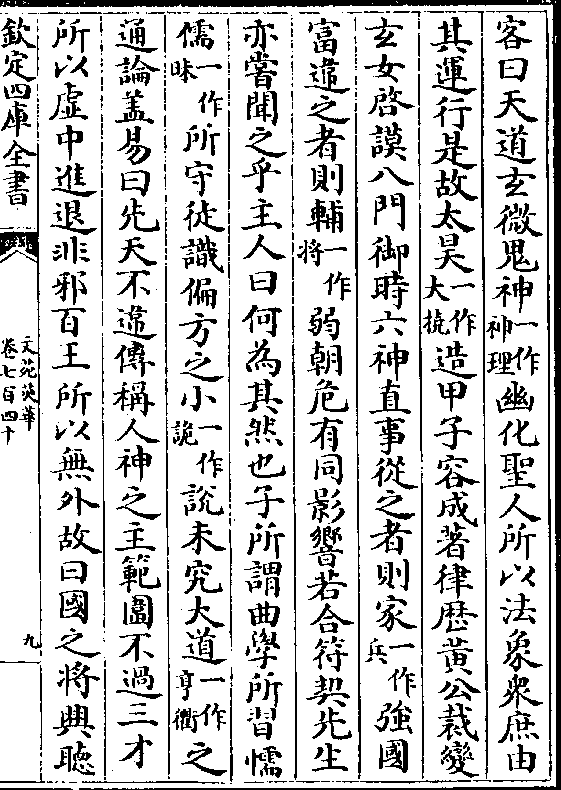 客曰天道玄微鬼神一作神理幽化聖人所以法象衆庶由
其運行是故太昊一作大撓造甲子容成著律厯黄公裁變
玄女啓謨八門御時六神直事從之者則家一作兵強國
富違之者則輔一作將弱朝危有同影響若合符契先生
亦嘗聞之乎主人曰何為其然也子所謂曲學所習懦
儒一作昧所守徒識偏方之小一作詭說未究大道一作亨衢之
通論蓋易曰先天不違傳稱人神之主範圍不過三才
所以虛中進退非邪百王所以無外故曰國之將興聽
欽定四庫全書
文苑英華
卷七百四十
九